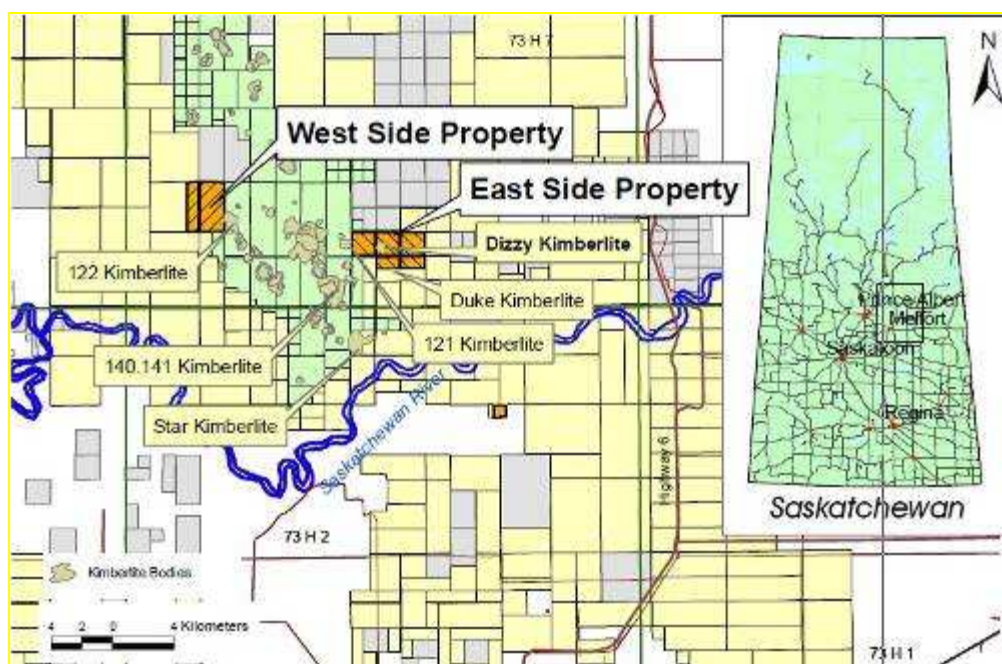 73 H 7
N
West Side Property
East Side Property
Dizzy Kimberlite
122 Kimberlite
Duke Kimberlite
121 Kimberlite
140.141 Kimberlite
Star Kimberlite
Saskatchewan River
Highway 6
Prince Albert
Melfort
Saskatoon
Regina
Saskatchewan
73 H 2
Kimberlite Bodies
4 2 0 4 Kilometers
73 H 1